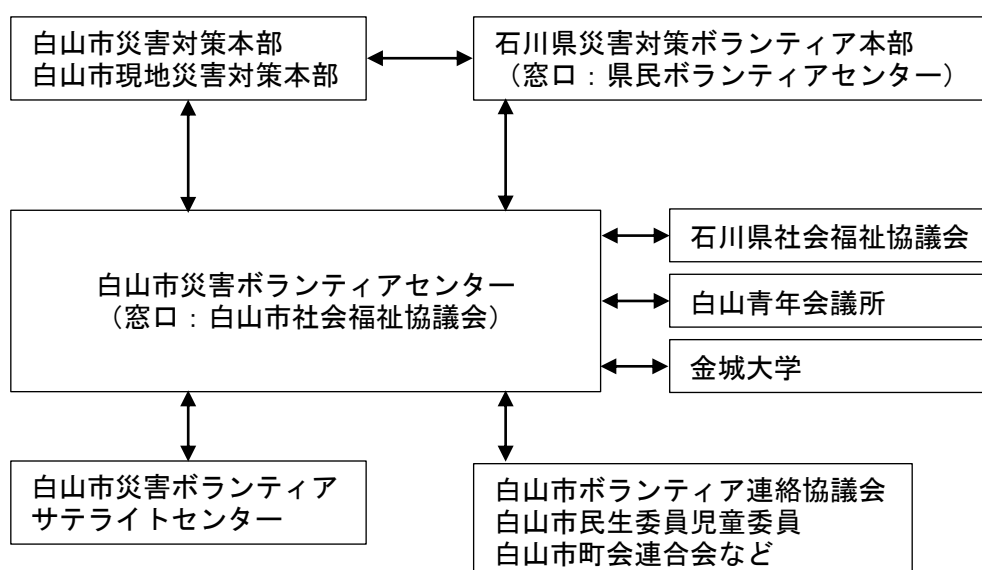 白山市災害対策本部
白山市現地災害対策本部
石川県災害対策ボランティア本部
（窓口：県民ボランティアセンター）
白山市災害ボランティアセンター
（窓口：白山市社会福祉協議会）
石川県社会福祉協議会
白山青年会議所
金城大学
白山市災害ボランティア
サテライトセンター
白山市ボランティア連絡協議会
白山市民生委員児童委員
白山市町会連合会など